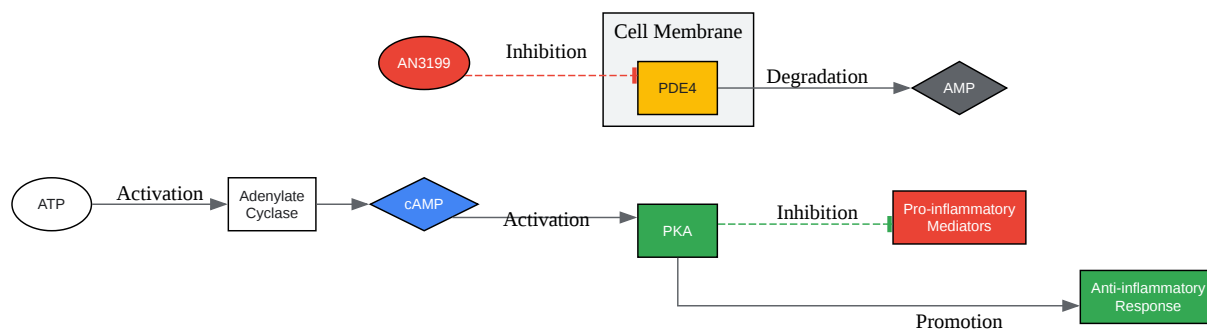 Cell Membrane
AN3199
Inhibition
PDE4
Degradation
AMP
ATP
Activation
Adenylate
Cyclase
cAMP
Activation
PKA
Inhibition
Pro-inflammatory
Mediators
Promotion
Anti-inflammatory
Response